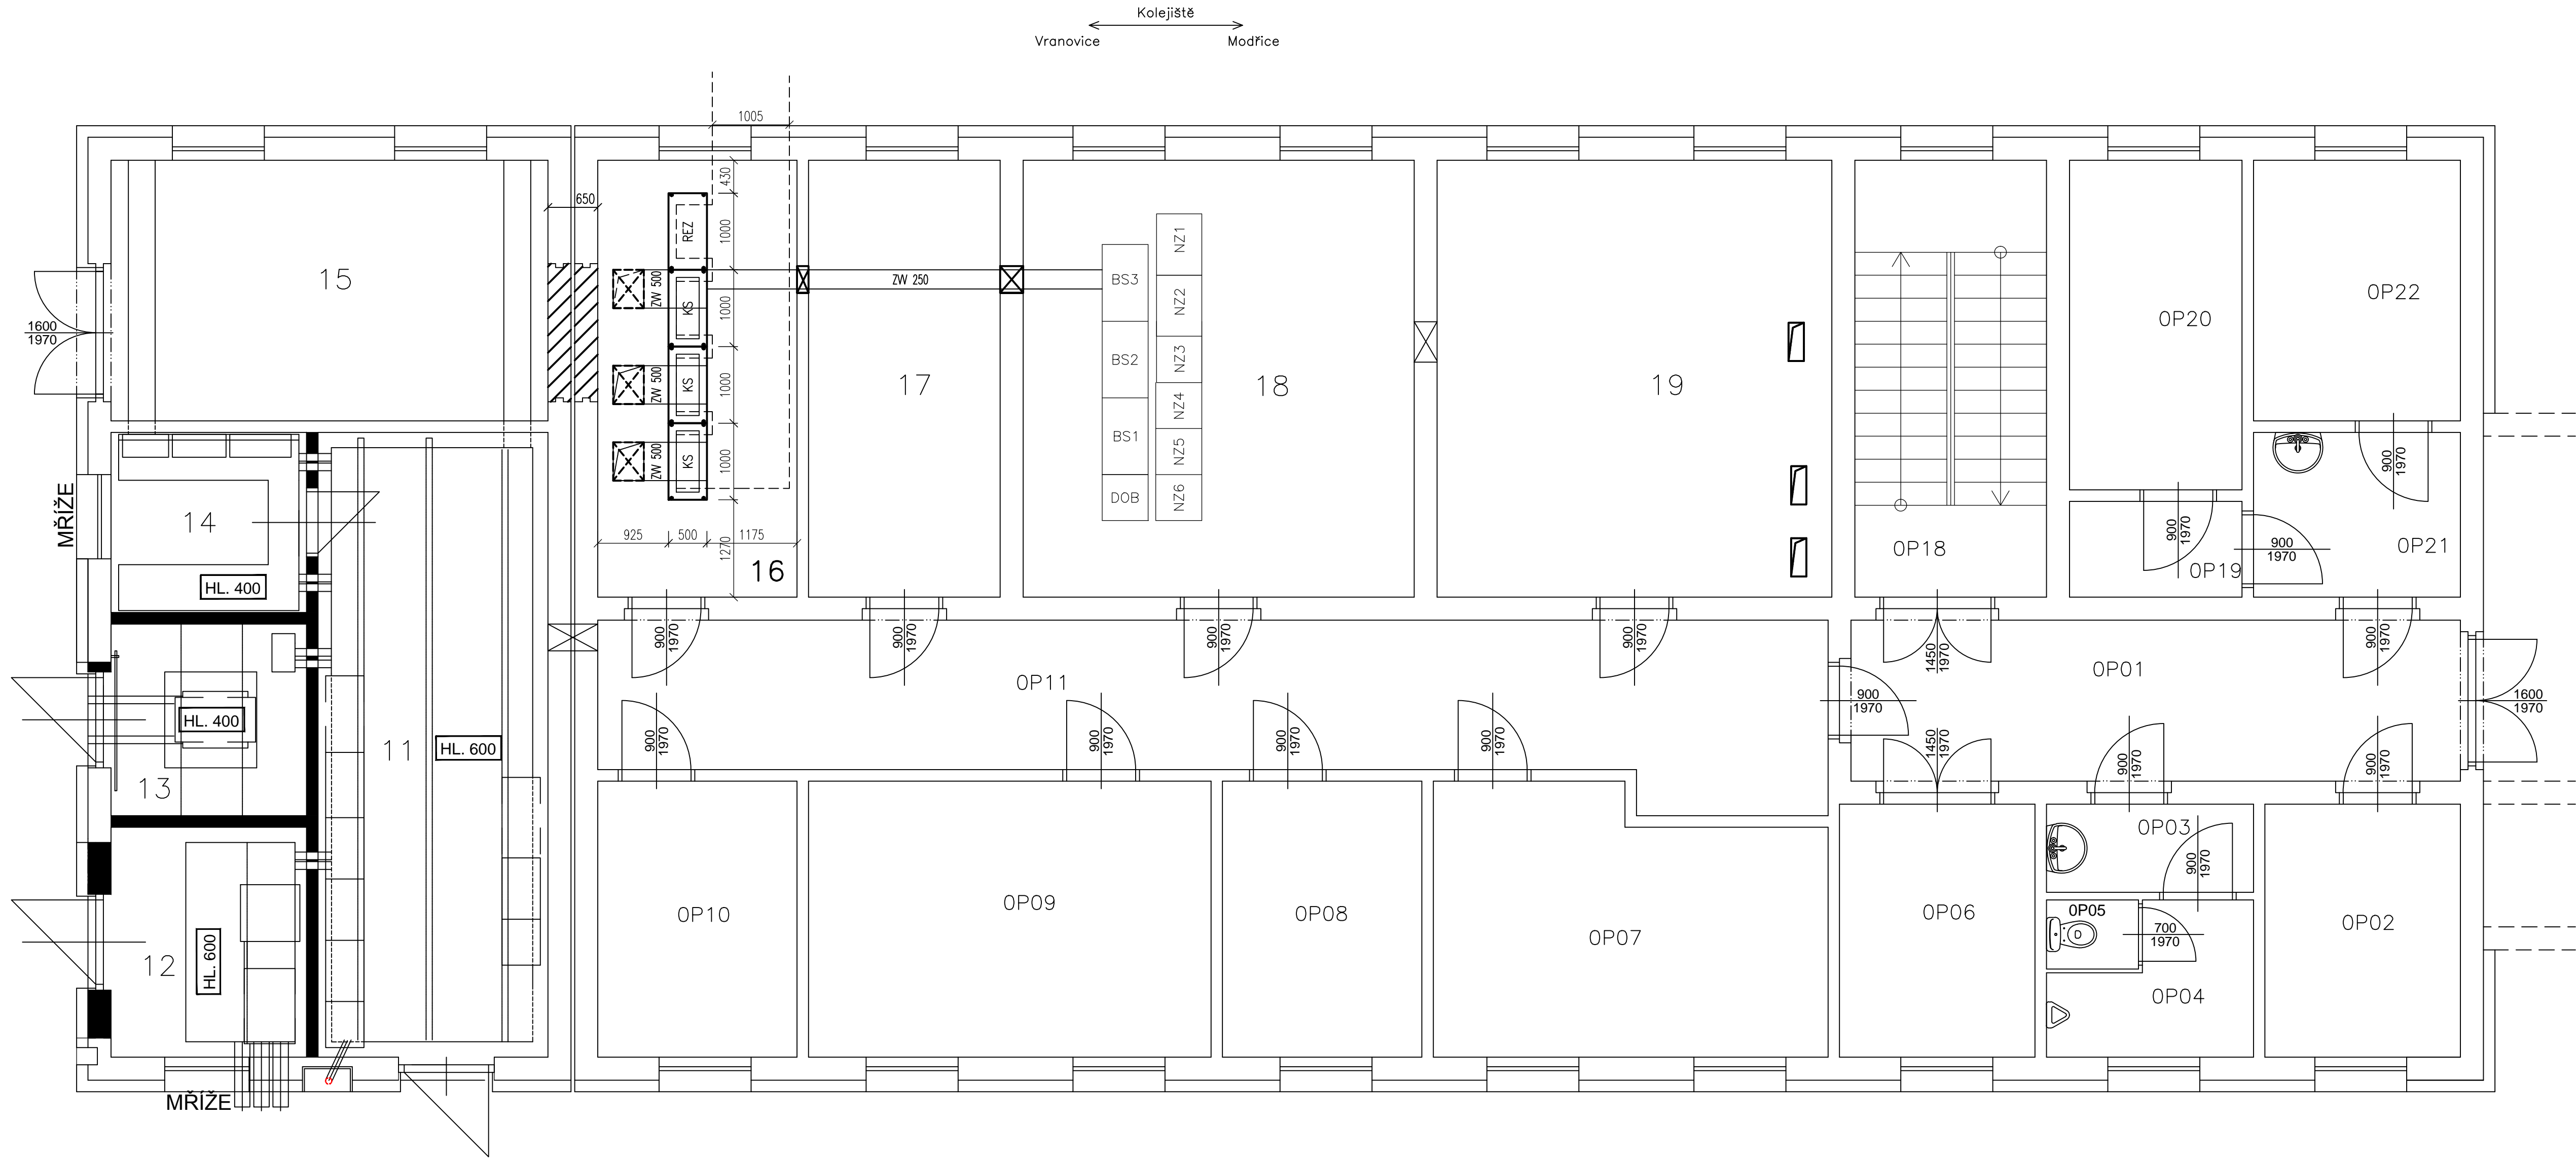 Kolejiště
Vranovice
Modřice
1005
430
650
1000
REZ
15
ZW 500
KS
1000
ZW 250
BS3
NZ1
NZ2
1600
1970
ZW 500
KS
1000
BS2
NZ3
NZ4
17
18
19
ZW 500
KS
1000
BS1
NZ5
DOB
NZ6
0P20
0P22
900
1970
MŘÍŽE
14
HL. 400
925
500
1175
1270
16
0P18
900
1970
0P19
900
1970
0P21
900
1970
900
1970
900
1970
900
1970
1450
1970
900
1970
0P11
0P01
HL. 400
13
11
HL. 600
900
1970
1600
1970
900
1970
900
1970
900
1970
900
1970
1450
1970
900
1970
900
1970
0P03
900
1970
12
HL. 600
0P10
0P09
0P08
0P07
0P06
0P05
700
1970
0P02
0P04
MŘÍŽE